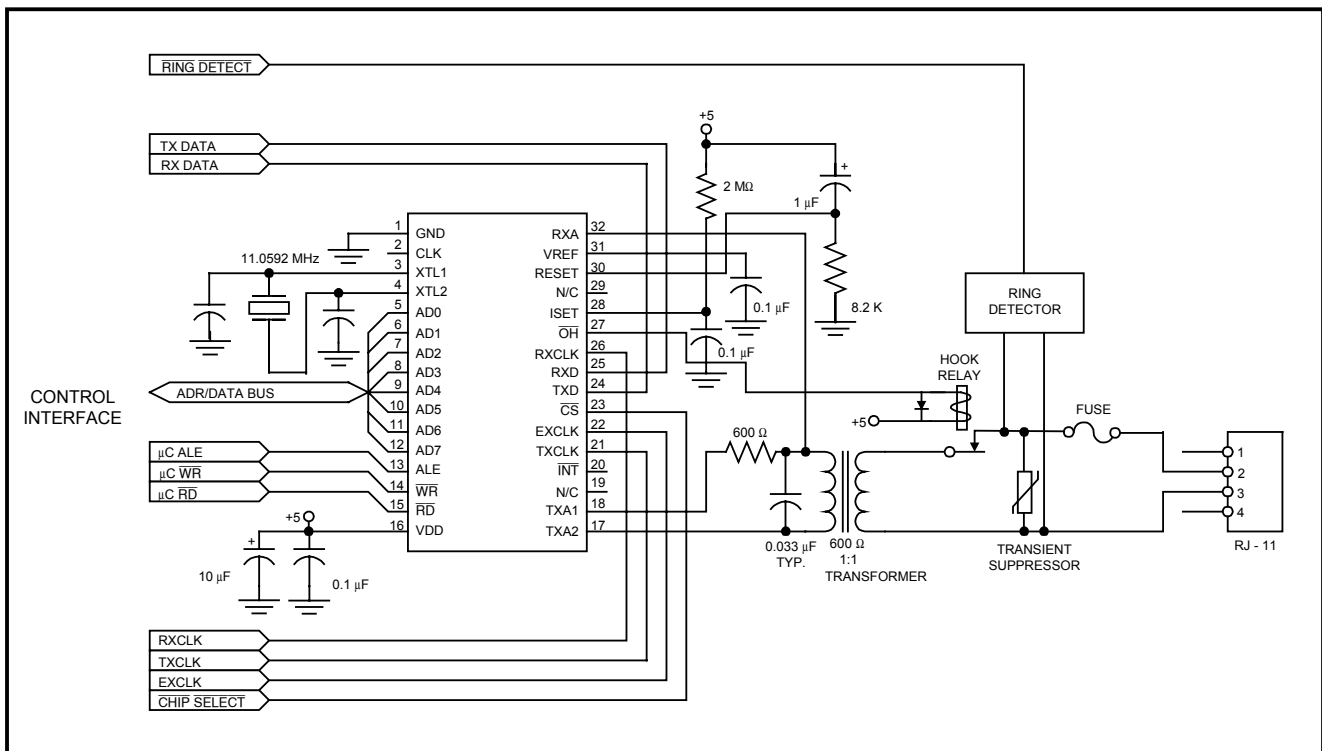 RING DETECT
TX DATA
RX DATA
+5
2 MΩ
+
1 µF
8.2 K
0.1 µF
0.1 µF
11.0592 MHz
1 GND
2 CLK
3 XTL1
4 XTL2
5 AD0
6 AD1
7 AD2
8 AD3
9 AD4
10 AD5
11 AD6
12 AD7
13 ALE
14 WR
15 RD
16 VDD
RXA 32
VREF 31
RESET 30
N/C 29
ISET 28
OH 27
RXCLK 26
RXD 25
TXD 24
CS 23
EXCLK 22
TXCLK 21
INT 20
N/C 19
TXA1 18
TXA2 17
CONTROL
INTERFACE
ADR/DATA BUS
µC ALE
µC WR
µC RD
+5
+
10 µF
0.1 µF
RING
DETECTOR
HOOK
RELAY
+5
FUSE
600 Ω
0.033 µF
TYP.
600 Ω
1:1
TRANSFORMER
TRANSIENT
SUPPRESSOR
1
2
3
4
RJ - 11
RXCLK
TXCLK
EXCLK
CHIP SELECT